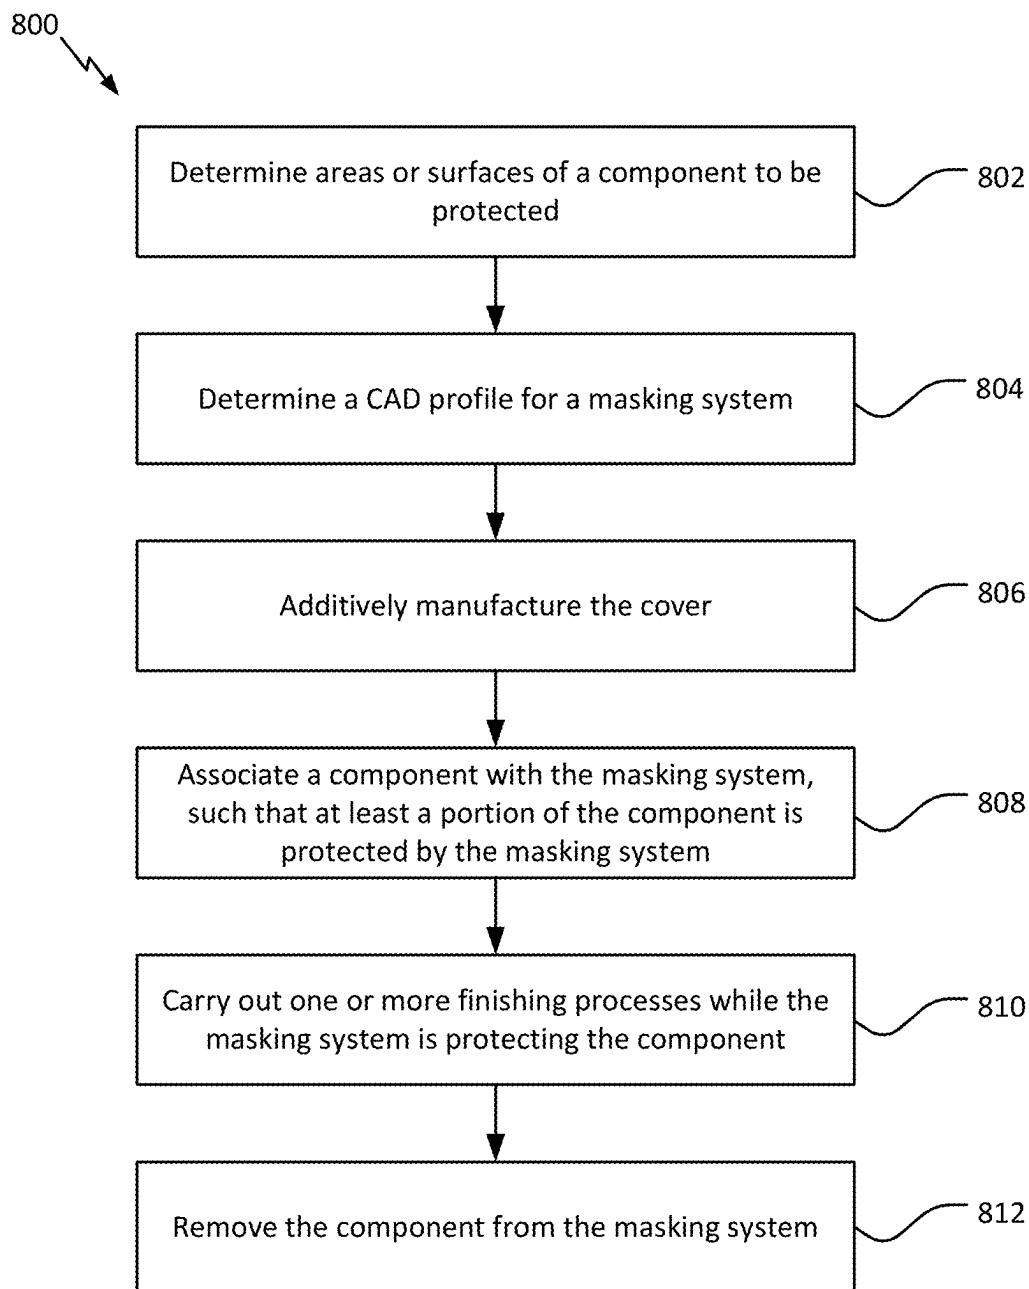 800
Determine areas or surfaces of a component to be
protected
802
Determine a CAD profile for a masking system
804
Additively manufacture the cover
806
Associate a component with the masking system,
such that at least a portion of the component is
protected by the masking system
808
Carry out one or more finishing processes while the
masking system is protecting the component
810
Remove the component from the masking system
812